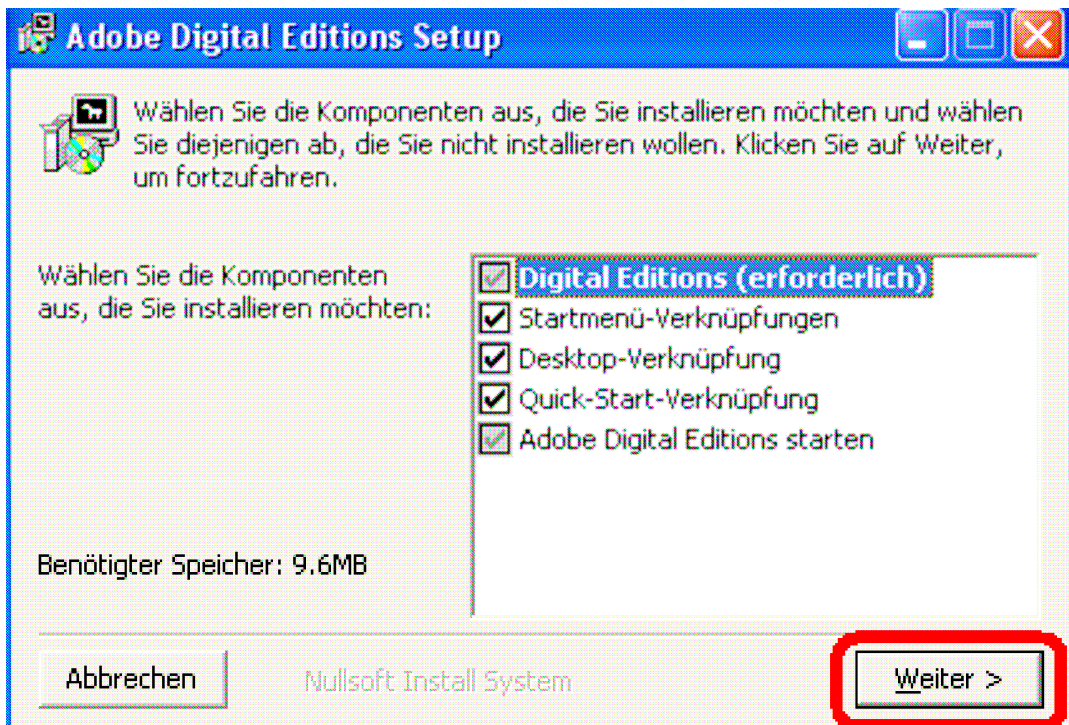 Adobe Digital Editions Setup
Wählen Sie die Komponenten aus, die Sie installieren möchten und wählen
Sie diejenigen ab, die Sie nicht installieren wollen. Klicken Sie auf Weiter,
um fortzufahren.
Wählen Sie die Komponenten
aus, die Sie installieren möchten:
Digital Editions (erforderlich)
Startmenü-Verknüpfungen
Desktop-Verknüpfung
Quick-Start-Verknüpfung
Adobe Digital Editions starten
Benötigter Speicher: 9.6MB
Abbrechen
Nullsoft Install System
Weiter >